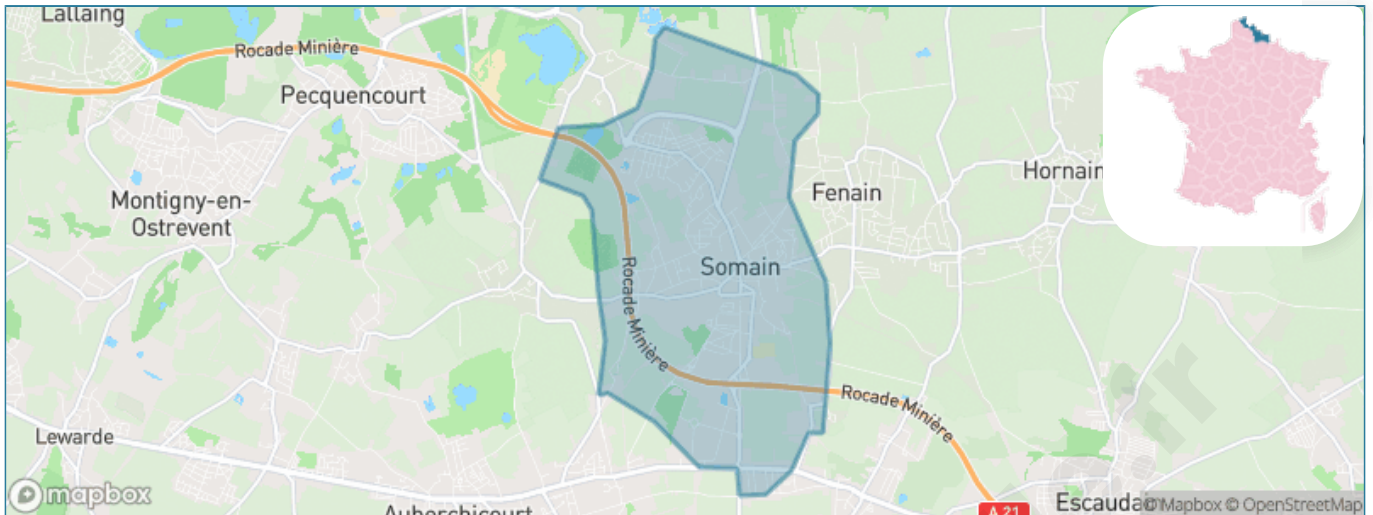 Lallaing
Rocade Minière
Pecquencourt
Montigny-en-
Ostrevent
Fenain
Hornain
Somain
Rocade Minière
Rocade Minière
Lewarde
Auberchicourt
A 21
mapbox
© Mapbox © OpenStreetMap